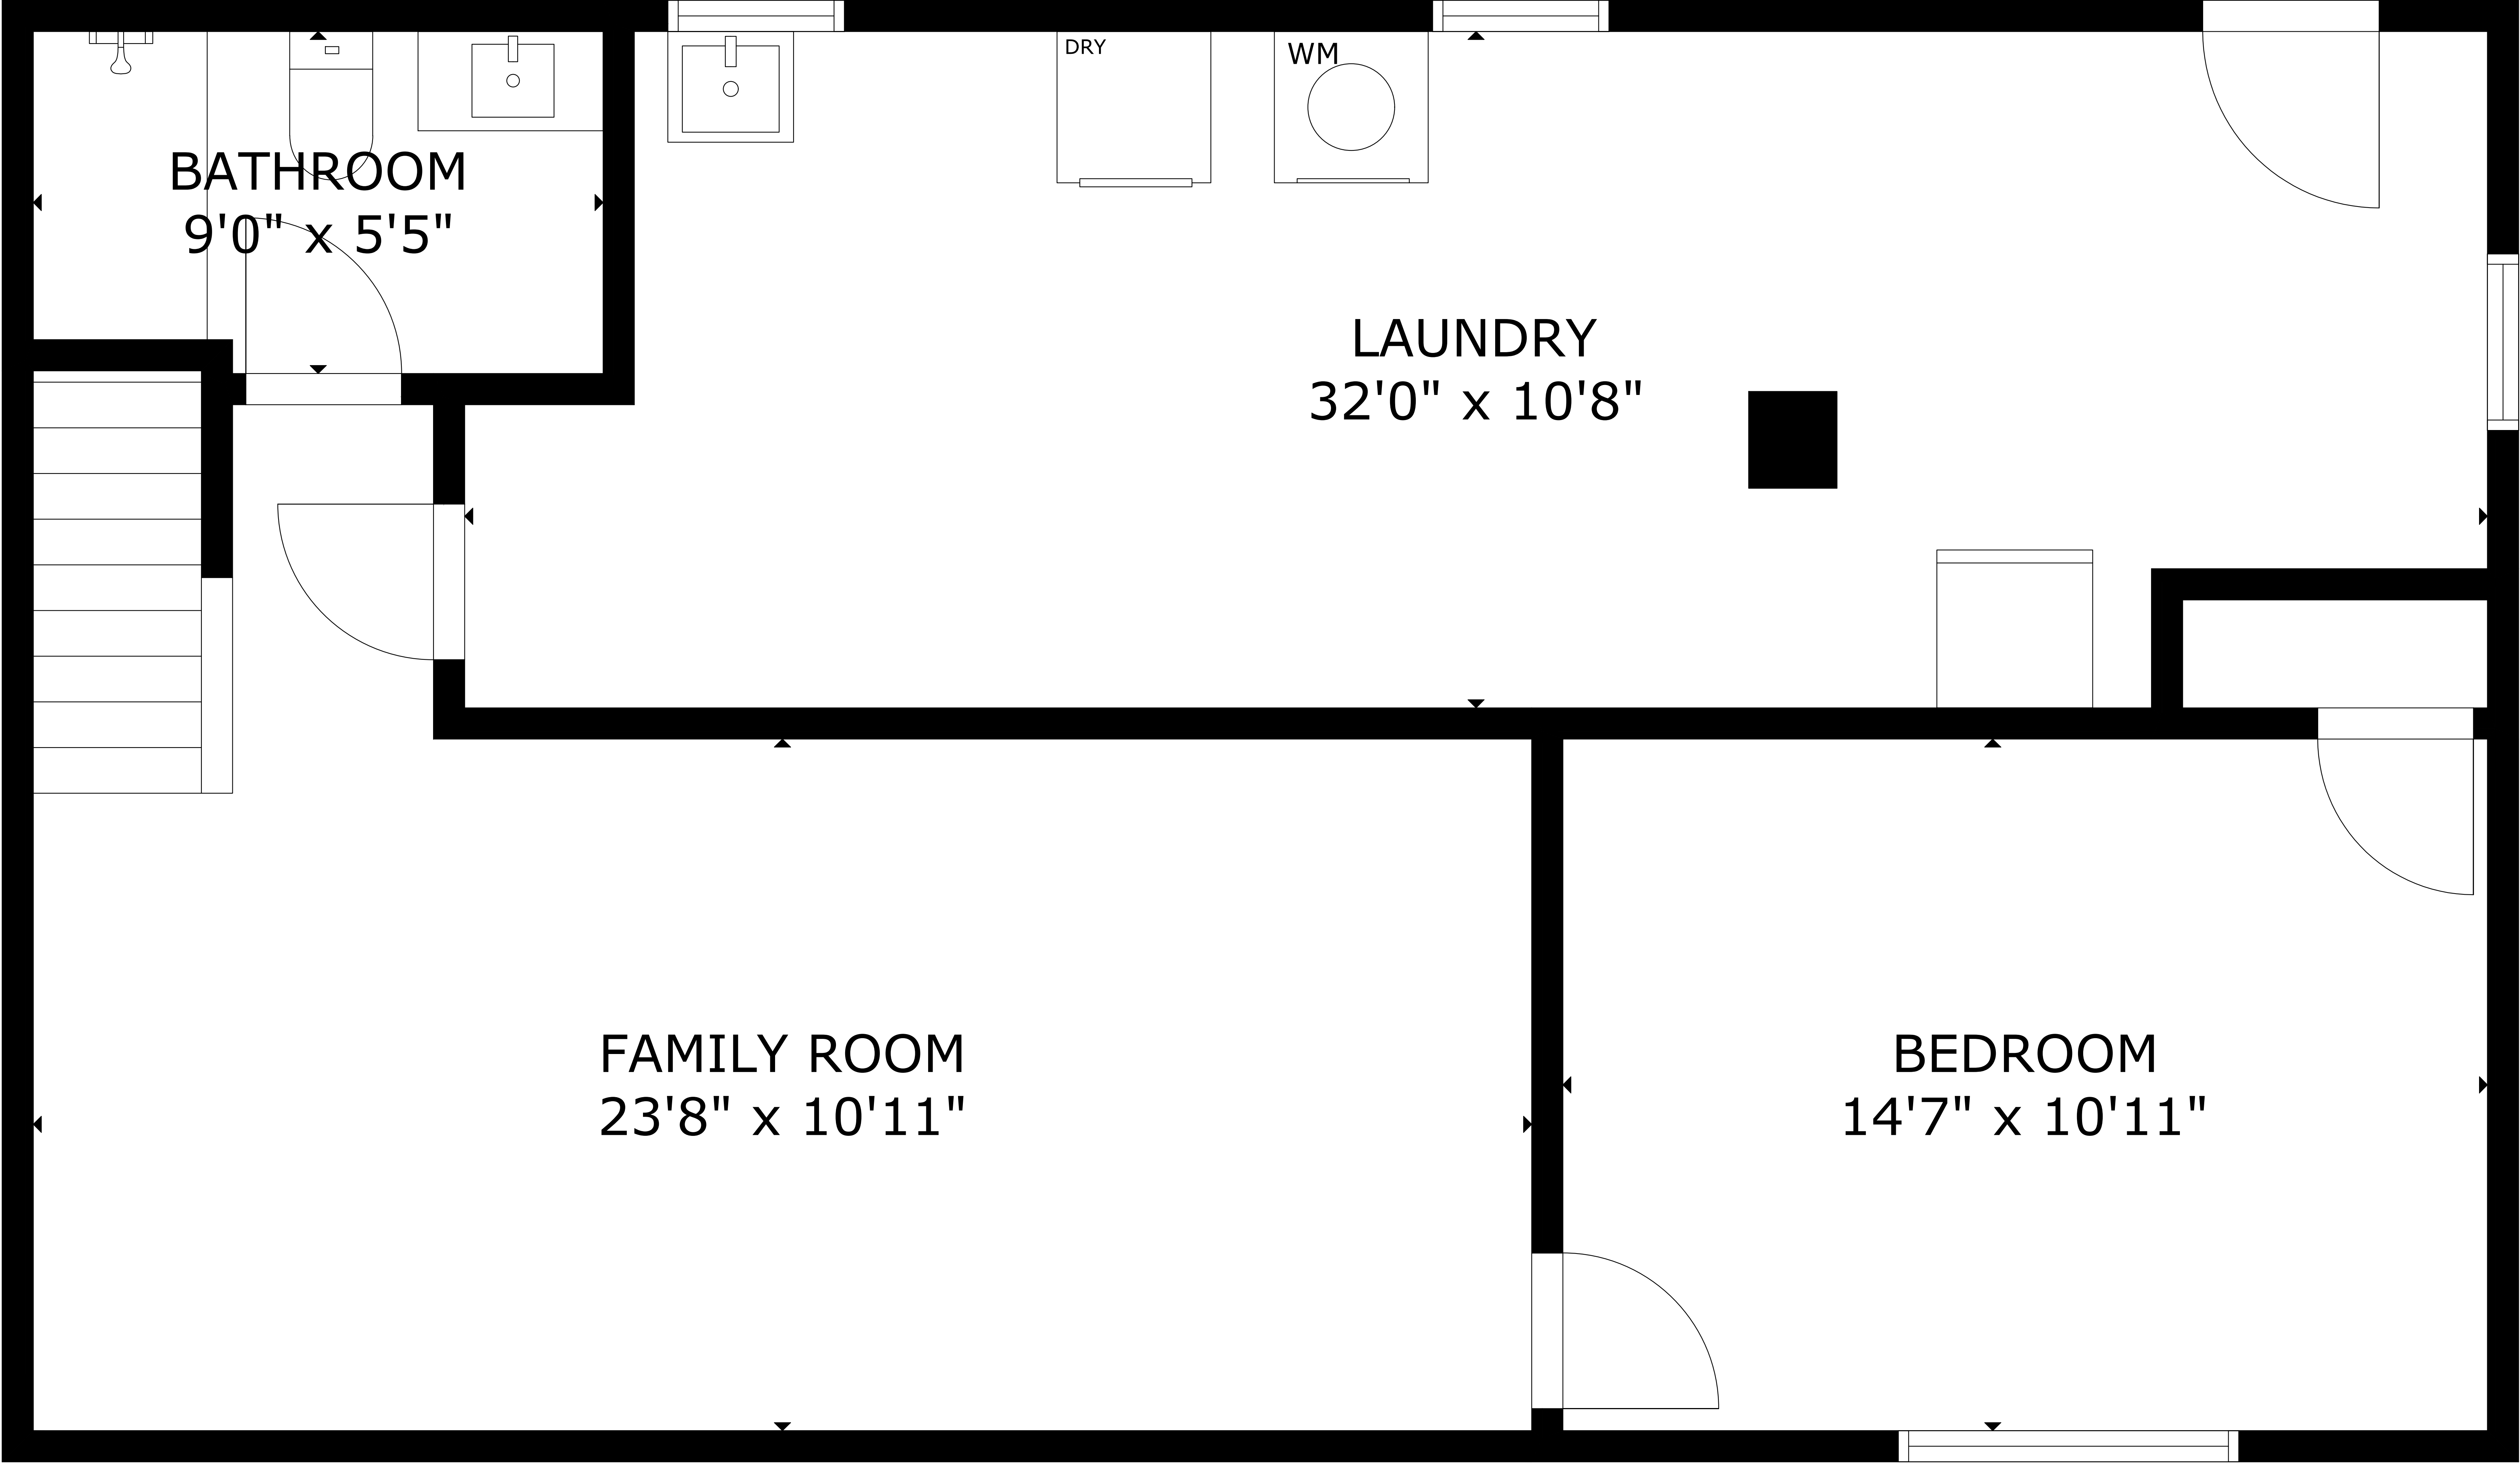 DRY
WM
BATHROOM
9'0" x 5'5"
LAUNDRY
32'0" x 10'8"
FAMILY ROOM
23'8" x 10'11"
BEDROOM
14'7" x 10'11"